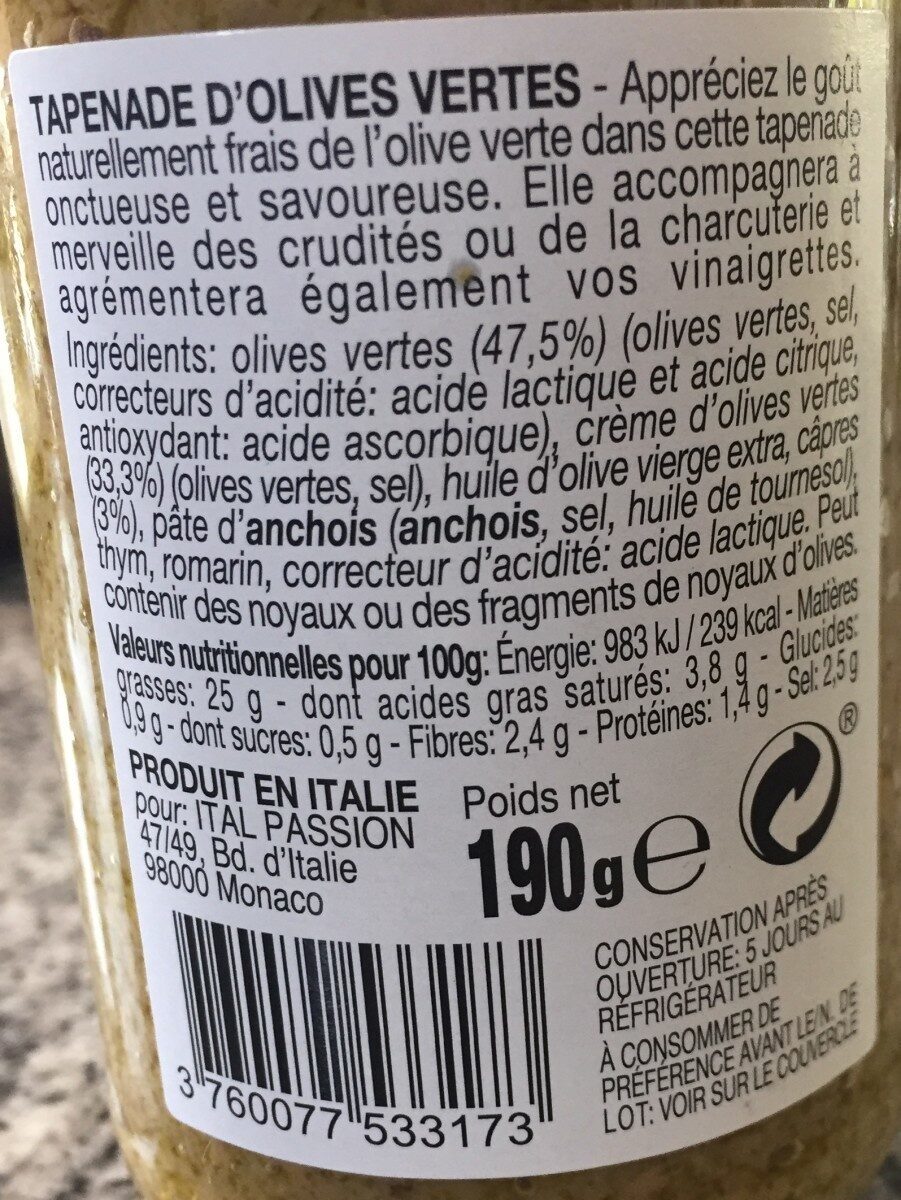 TAPENADE D'OLIVES VERTES - Appréciez le goût
naturellement frais de l'olive verte dans cette tapenade
onctueuse et savoureuse. Elle accompagnera à
merveille des crudités ou de la charcuterie et
agrémentera également vos vinaigrettes.
Ingrédients: olives vertes (47,5%) (olives vertes, sel,
correcteurs d'acidité: acide lactique et acide citrique,
antioxydant: acide ascorbique), crème d'olives vertes
(33,3%) (olives vertes, sel), huile d'olive vierge extra, câpres
(3%), pâte d'anchois (anchois, sel, huile de tournesol),
thym, romarin, correcteur d'acidité: acide lactique. Peut
contenir des noyaux ou des fragments de noyaux d'olives.
Valeurs nutritionnelles pour 100g: Énergie: 983 kJ / 239 kcal - Matières
grasses: 25 g - dont acides gras saturés: 3,8 g - Glucides:
0,9 g - dont sucres: 0,5 g - Fibres: 2,4 g - Protéines: 1,4 g - Sel: 2,5 g
PRODUIT EN ITALIE
pour: ITAL PASSION
47/49, Bd. d'Italie
98000 Monaco
Poids net
190g e
®
CONSERVATION APRÈS
OUVERTURE: 5 JOURS AU
RÉFRIGÉRATEUR
À CONSOMMER DE
PRÉFÉRENCE AVANT LE/N. DE
LOT: VOIR SUR LE COUVERCLE
3 760077 533173